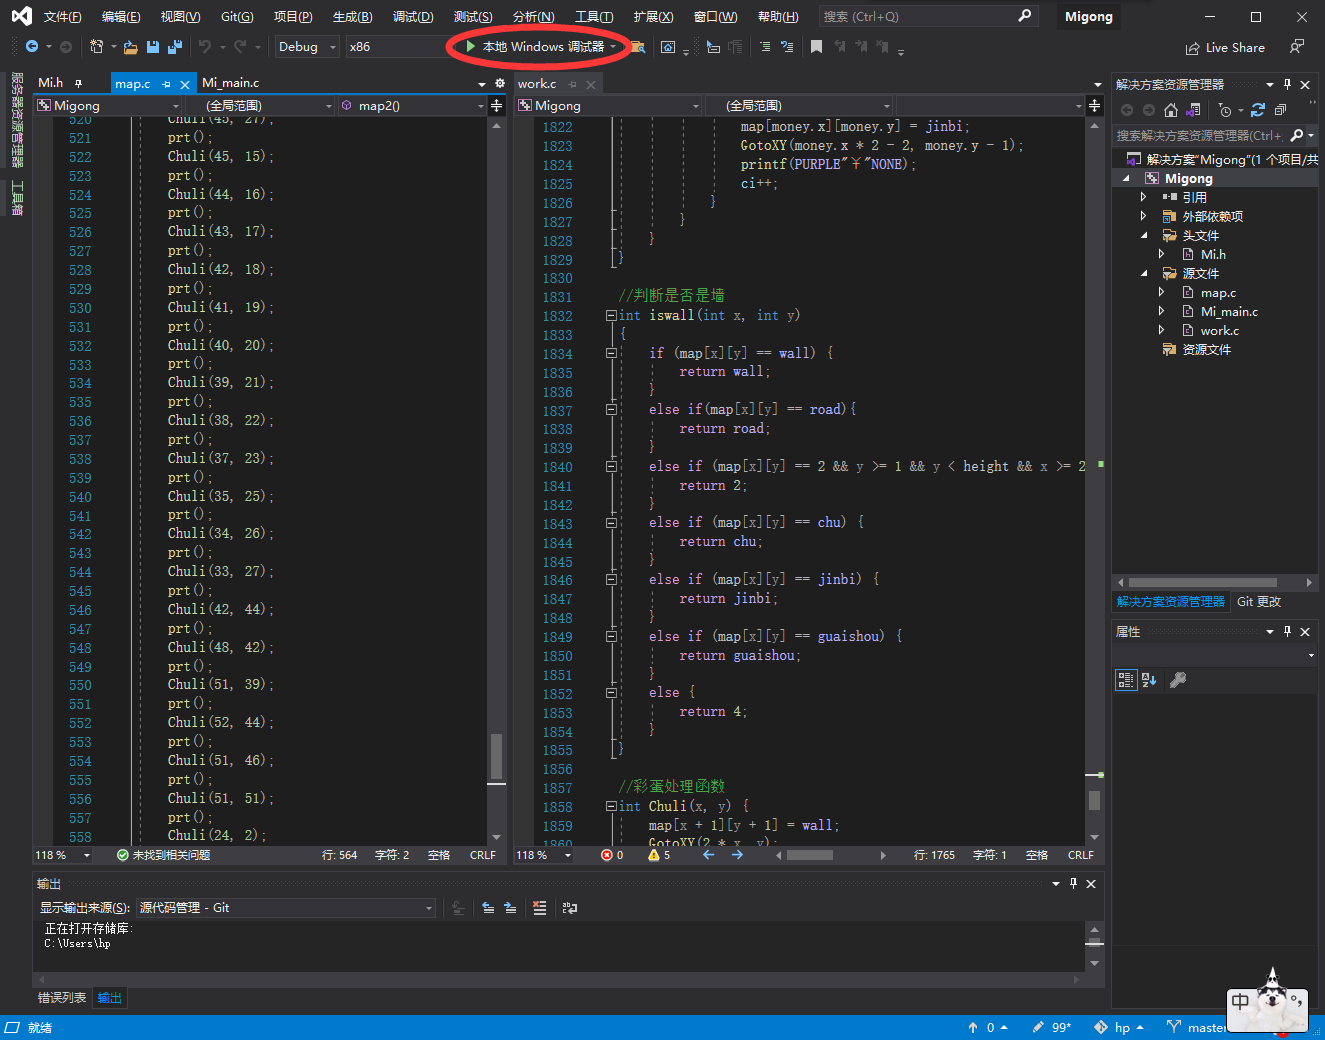 文件(F) 编辑(E) 视图(V) Git(G) 项目(P) 生成(B) 调试(D) 测试(S) 分析(N) 工具(T) 扩展(X) 窗口(W) 帮助(H) 搜索 (Ctrl+Q) Migong
Debug x86 本地 Windows 调试器 Live Share
服务器资源管理器
工具箱
Mi.h map.c Mi_main.c
Migong (全局范围) map2()
520 Chuli(45, 27);
521 prt();
522 Chuli(45, 15);
523 prt();
524 Chuli(44, 16);
525 prt();
526 Chuli(43, 17);
527 prt();
528 Chuli(42, 18);
529 prt();
530 Chuli(41, 19);
531 prt();
532 Chuli(40, 20);
533 prt();
534 Chuli(39, 21);
535 prt();
536 Chuli(38, 22);
537 prt();
538 Chuli(37, 23);
539 prt();
540 Chuli(35, 25);
541 prt();
542 Chuli(34, 26);
543 prt();
544 Chuli(33, 27);
545 prt();
546 Chuli(42, 44);
547 prt();
548 Chuli(48, 42);
549 prt();
550 Chuli(51, 39);
551 prt();
552 Chuli(52, 44);
553 prt();
554 Chuli(51, 46);
555 prt();
556 Chuli(51, 51);
557 prt();
558 Chuli(24, 2);
118 % 未找到相关问题 行: 564 字符: 2 空格 CRLF
work.c
Migong (全局范围)
1822 map[money.x][money.y] = jinbi;
1823 GotoXY(money.x * 2 - 2, money.y - 1);
1824 printf(PURPLE"￥"NONE);
1825 ci++;
1826 }
1827 }
1828 }
1829 }
1830
1831 //判断是否是墙
1832 int iswall(int x, int y)
1833 {
1834 if (map[x][y] == wall) {
1835 return wall;
1836 }
1837 else if(map[x][y] == road){
1838 return road;
1839 }
1840 else if (map[x][y] == 2 && y >= 1 && y < height && x >= 2
1841 return 2;
1842 }
1843 else if (map[x][y] == chu) {
1844 return chu;
1845 }
1846 else if (map[x][y] == jinbi) {
1847 return jinbi;
1848 }
1849 else if (map[x][y] == guaishou) {
1850 return guaishou;
1851 }
1852 else {
1853 return 4;
1854 }
1855 }
1856
1857 //彩蛋处理函数
1858 int Chuli(x, y) {
1859 map[x + 1][y + 1] = wall;
1860 GotoXY(2 * x, y);
118 % 0 5 行: 1765 字符: 1 空格 CRLF
解决方案资源管理器
搜索解决方案资源管理器(Ctrl+;
解决方案"Migong"(1 个项目/共
Migong
引用
外部依赖项
头文件
Mi.h
源文件
map.c
Mi_main.c
work.c
资源文件
解决方案资源管理器 Git 更改
属性
输出
显示输出来源(S): 源代码管理 - Git
正在打开存储库:
C:\Users\hp
错误列表 输出
中 °,
就绪 0 99* hp master